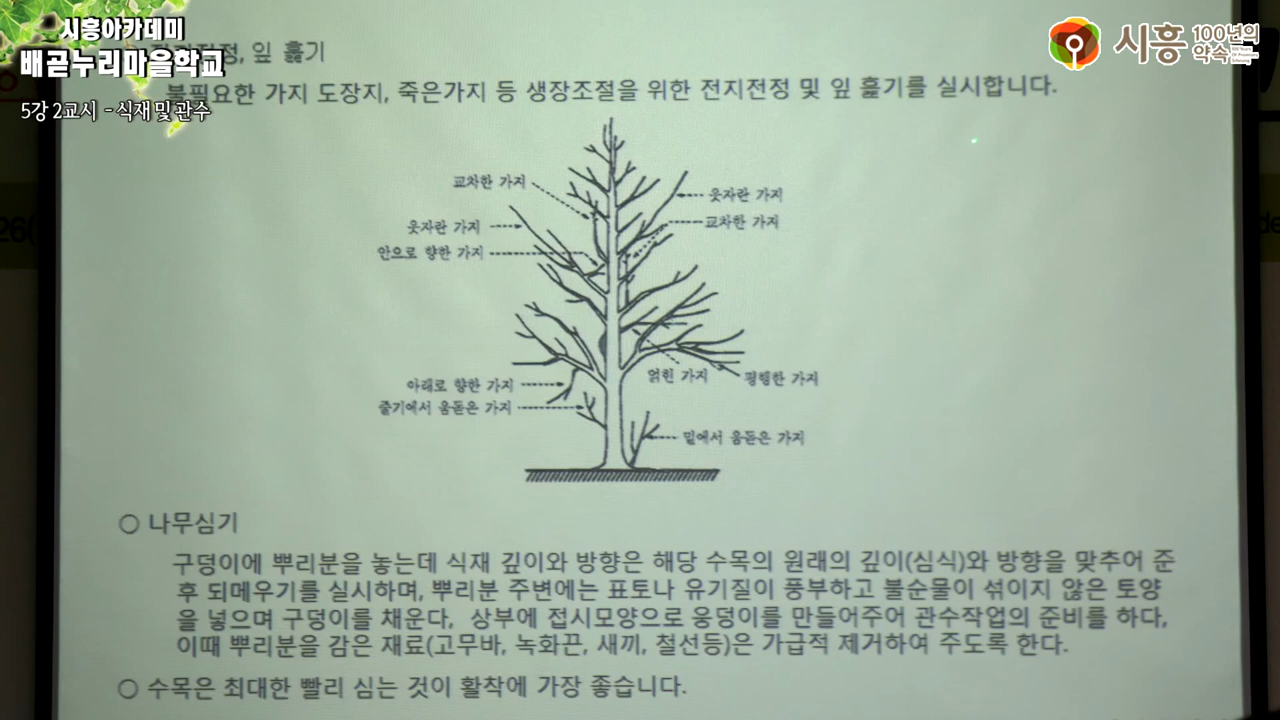 시흥아카데미
배곧누리마을학교
5강 2교시 - 식재 및 관수
시흥 100년의 약속
잎 훑기
불필요한 가지 도장지, 죽은가지 등 생장조절을 위한 전지전정 및 잎 훑기를 실시합니다.
교차한 가지
웃자란 가지
웃자란 가지
교차한 가지
안으로 향한 가지
얽힌 가지
평행한 가지
아래로 향한 가지
줄기에서 움돋은 가지
밑에서 움돋은 가지
○ 나무심기
구덩이에 뿌리분을 놓는데 식재 깊이와 방향은 해당 수목의 원래의 깊이(심식)와 방향을 맞추어 준
후 되메우기를 실시하며, 뿌리분 주변에는 표토나 유기질이 풍부하고 불순물이 섞이지 않은 토양
을 넣으며 구덩이를 채운다, 상부에 접시모양으로 웅덩이를 만들어주어 관수작업의 준비를 하다,
이때 뿌리분을 감은 재료(고무바, 녹화끈, 새끼, 철선등)은 가급적 제거하여 주도록 한다.
○ 수목은 최대한 빨리 심는 것이 활착에 가장 좋습니다.